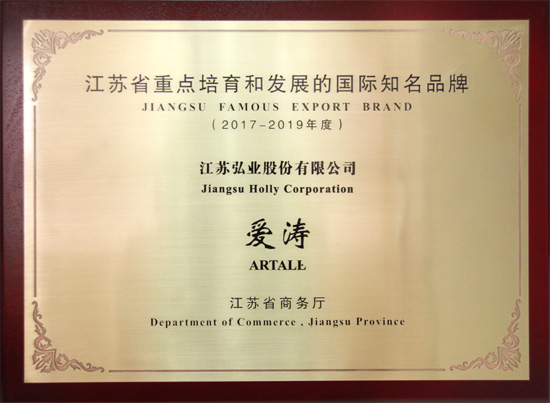 江苏省重点培育和发展的国际知名品牌
JIANGSU FAMOUS EXPORT BRAND
(2017-2019年度)
江苏弘业股份有限公司
Jiangsu Holly Corporation
爱涛
ARTALL
江苏省商务厅
Department of Commerce , Jiangsu Province